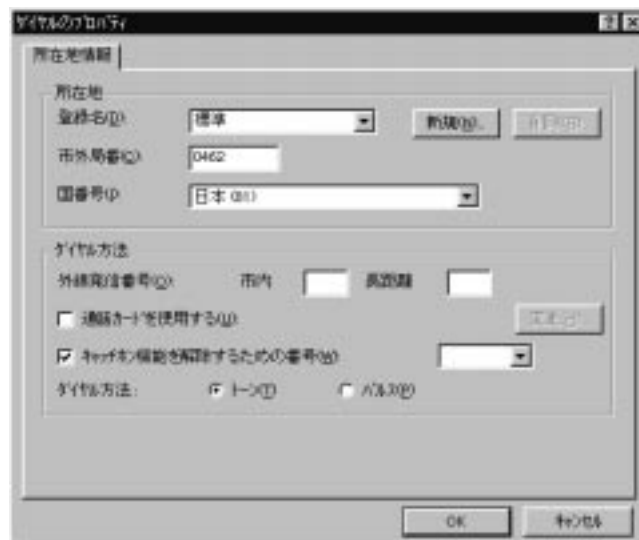 ダイヤルのプロパティ
所在地情報
所在地
登録名(D): 標準 新規(N)...
市外局番(C): 0462
国番号(I) 日本 (81)
ダイヤル方法
外線発信番号(O): 市内 長距離
通話カードを使用する(U):
キャッチホン機能を解除するための番号(W):
ダイヤル方法: トーン(T) パルス(P)
OK キャンセル